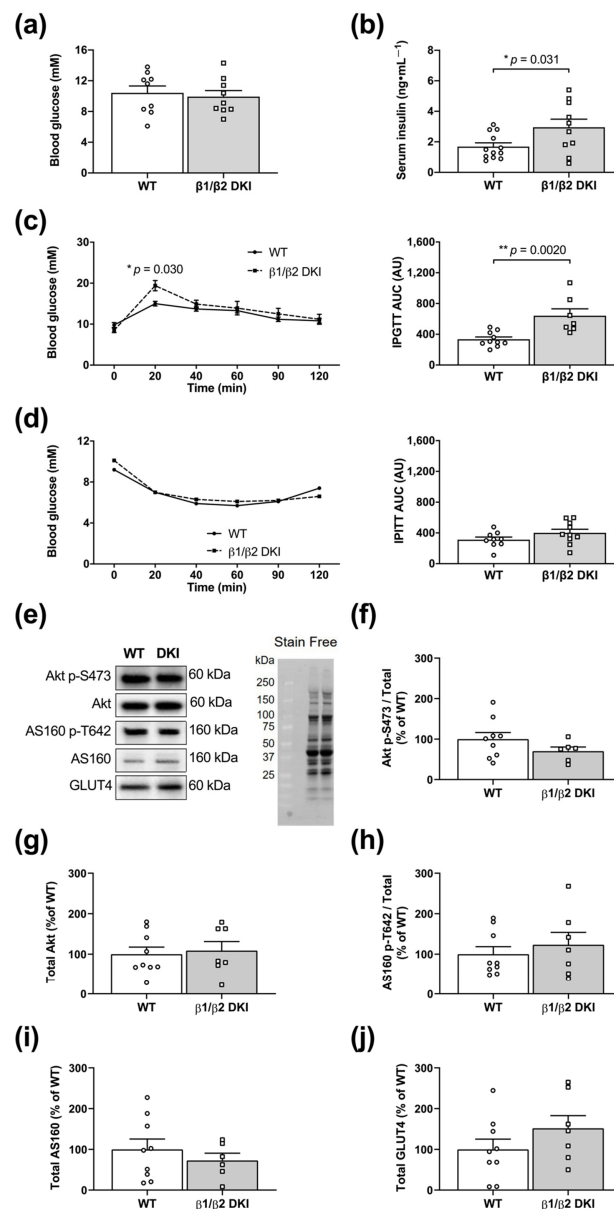 (a)
Blood glucose (mM)
16
12
8
4
0
WT
β1/β2 DKI
(b)
Serum insulin (ng•mL⁻¹)
8
6
4
2
0
* p = 0.031
WT
β1/β2 DKI
(c)
Blood glucose (mM)
30
20
10
0
* p = 0.030
WT
β1/β2 DKI
0 20 40 60 90 120
Time (min)
IPGTT AUC (AU)
1,600
1,200
800
400
0
** p = 0.0020
WT
β1/β2 DKI
(d)
Blood glucose (mM)
12
8
4
0
WT
β1/β2 DKI
0 20 40 60 90 120
Time (min)
IPITT AUC (AU)
1,600
1,200
800
400
0
WT
β1/β2 DKI
(e)
WT DKI
Akt p-S473 60 kDa
Akt 60 kDa
AS160 p-T642 160 kDa
AS160 160 kDa
GLUT4 60 kDa
Stain Free
kDa
250
150
100
75
50
37
25
(f)
Akt p-S473 / Total
(% of WT)
300
200
100
0
WT
β1/β2 DKI
(g)
Total Akt (%of WT)
300
200
100
0
WT
β1/β2 DKI
(h)
AS160 p-T642 / Total
(% of WT)
300
200
100
0
WT
β1/β2 DKI
(i)
Total AS160 (% of WT)
300
200
100
0
WT
β1/β2 DKI
(j)
Total GLUT4 (% of WT)
300
200
100
0
WT
β1/β2 DKI